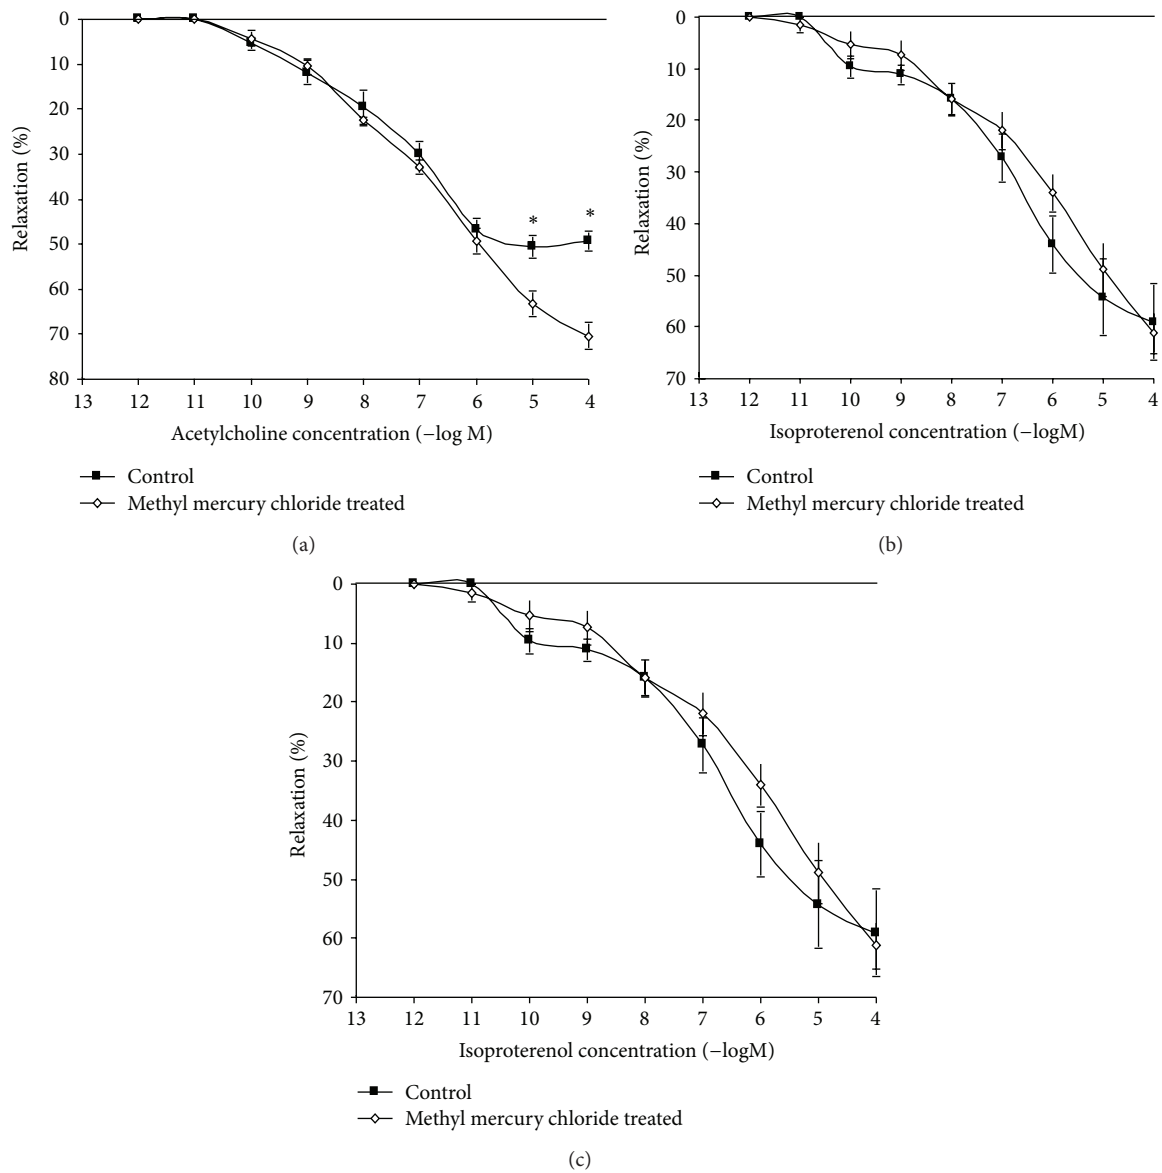 0
10
20
30
40
50
60
70
80
Relaxation (%)
*
*
13 12 11 10 9 8 7 6 5 4
Acetylcholine concentration (−log M)
Control
Methyl mercury chloride treated
(a)
0
10
20
30
40
50
60
70
Relaxation (%)
13 12 11 10 9 8 7 6 5 4
Isoproterenol concentration (−logM)
Control
Methyl mercury chloride treated
(b)
0
10
20
30
40
50
60
70
Relaxation (%)
13 12 11 10 9 8 7 6 5 4
Isoproterenol concentration (−logM)
Control
Methyl mercury chloride treated
(c)